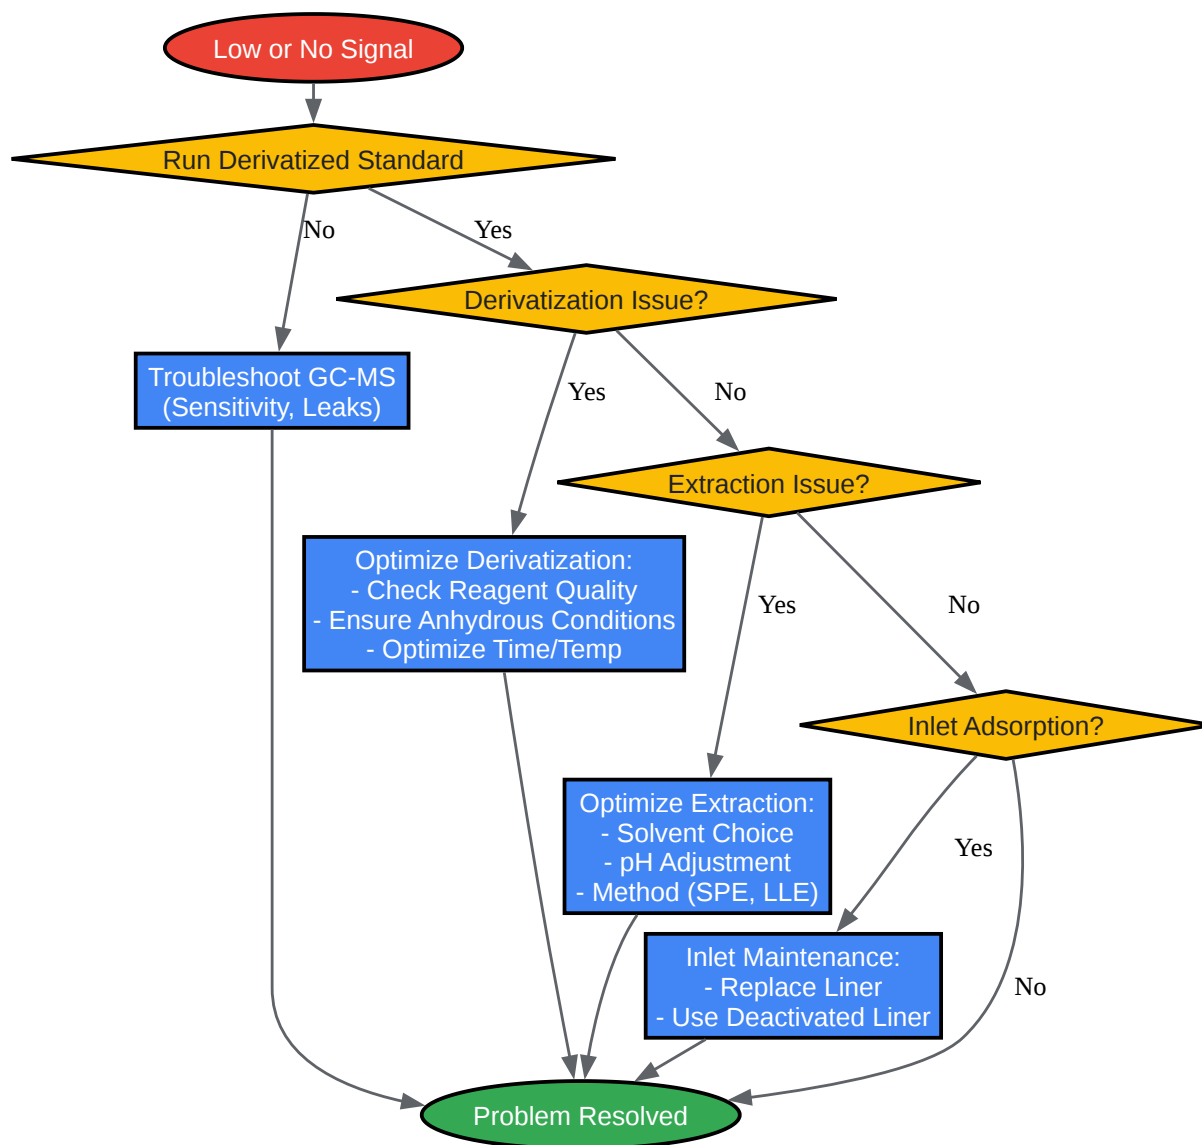 Low or No Signal
Run Derivatized Standard
No
Yes
Derivatization Issue?
Troubleshoot GC-MS
(Sensitivity, Leaks)
Yes
No
Extraction Issue?
Optimize Derivatization:
- Check Reagent Quality
- Ensure Anhydrous Conditions
- Optimize Time/Temp
Yes
No
Inlet Adsorption?
Optimize Extraction:
- Solvent Choice
- pH Adjustment
- Method (SPE, LLE)
Yes
Inlet Maintenance:
- Replace Liner
- Use Deactivated Liner
No
Problem Resolved